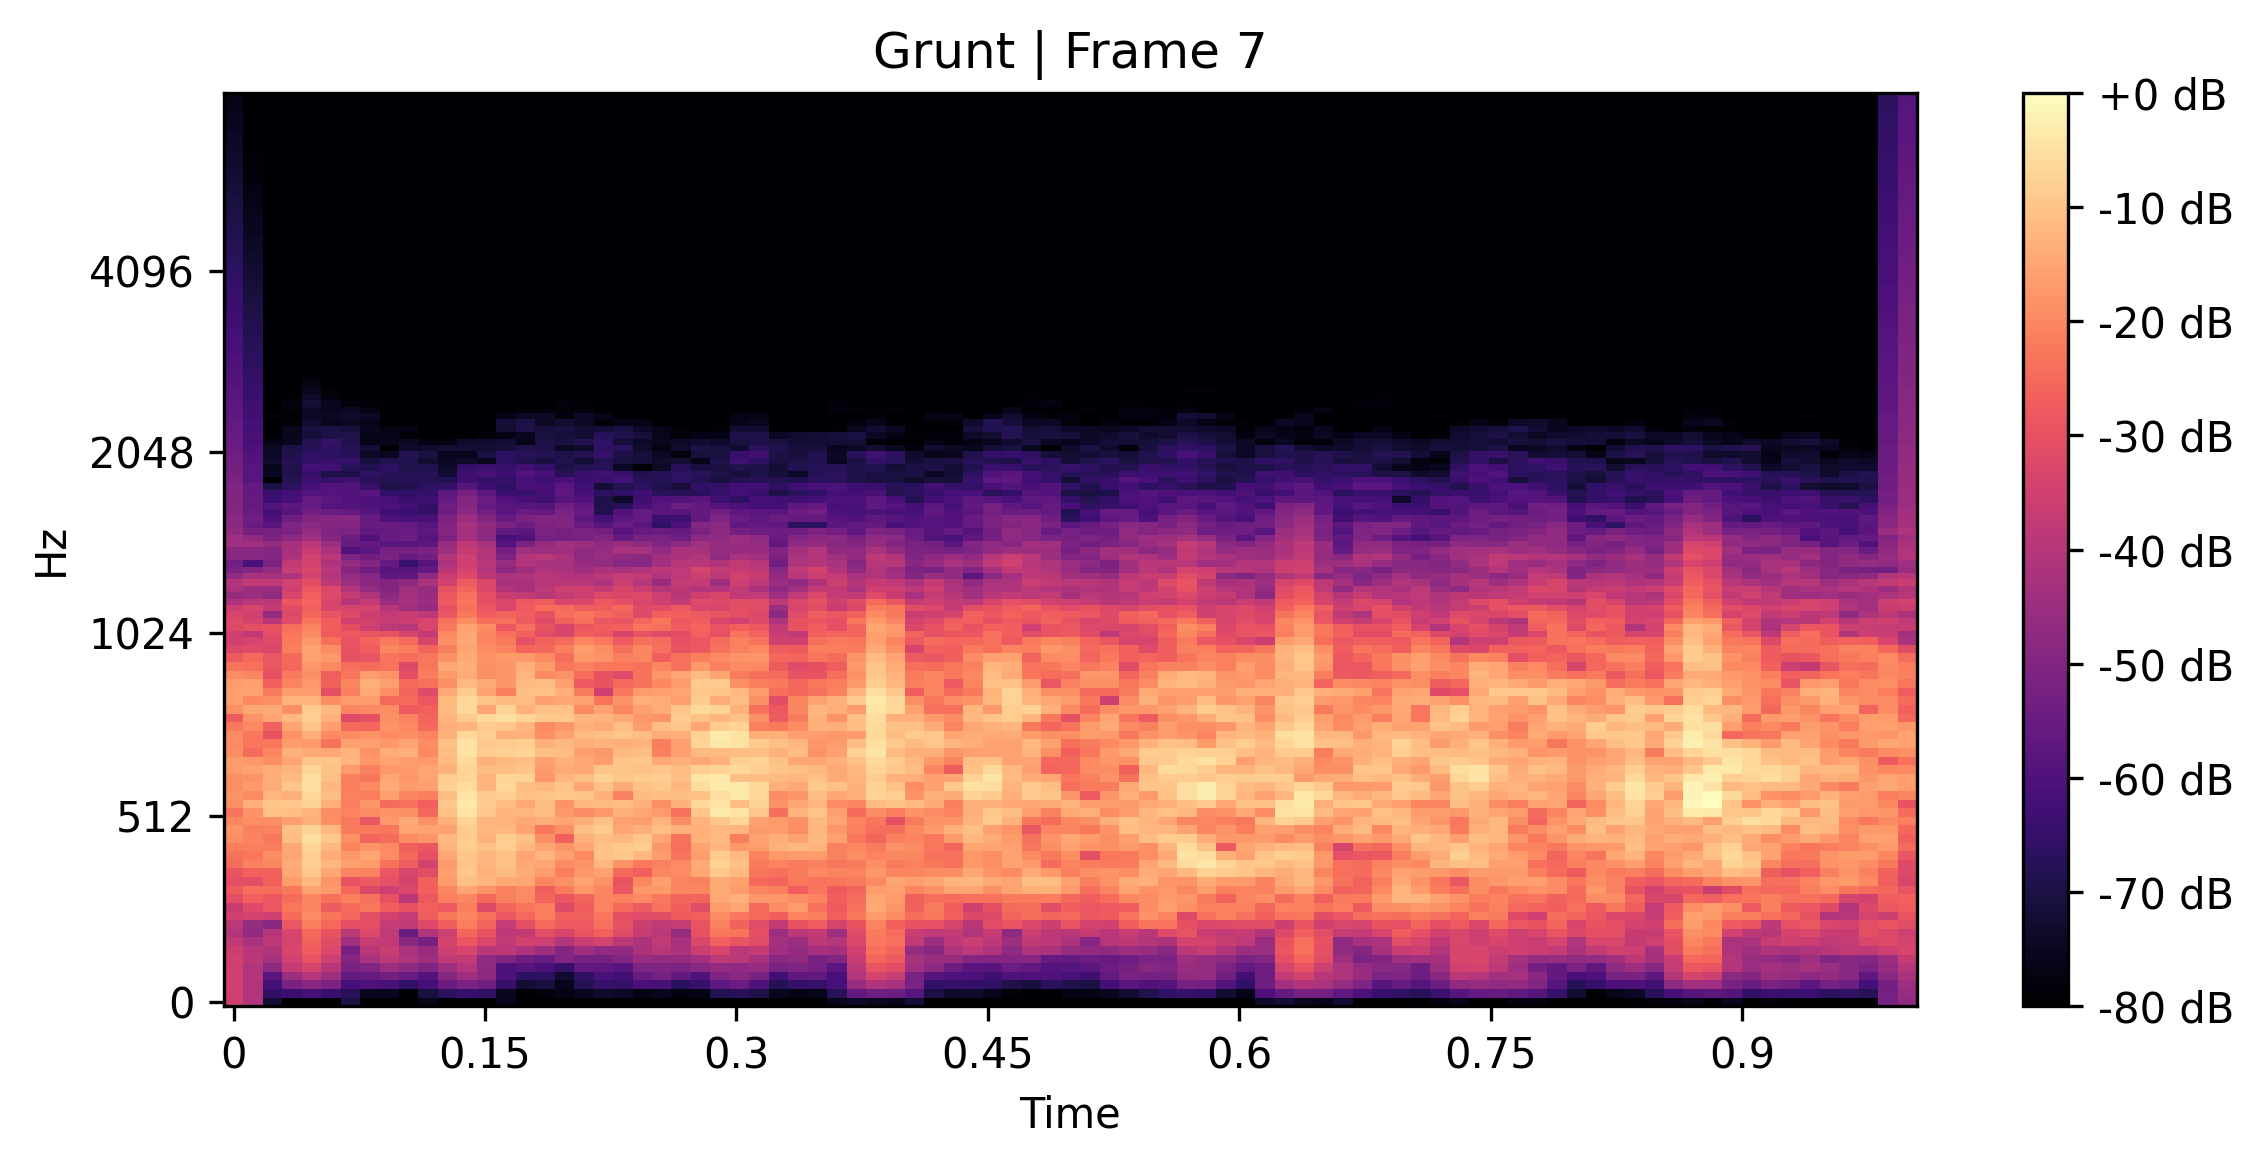 Grunt | Frame 7
Hz
4096
2048
1024
512
0
0 0.15 0.3 0.45 0.6 0.75 0.9
Time
+0 dB
-10 dB
-20 dB
-30 dB
-40 dB
-50 dB
-60 dB
-70 dB
-80 dB